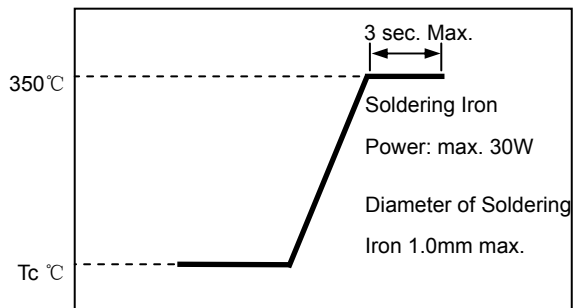 3 sec. Max.
350℃
Soldering Iron
Power: max. 30W
Diameter of Soldering
Iron 1.0mm max.
Tc ℃